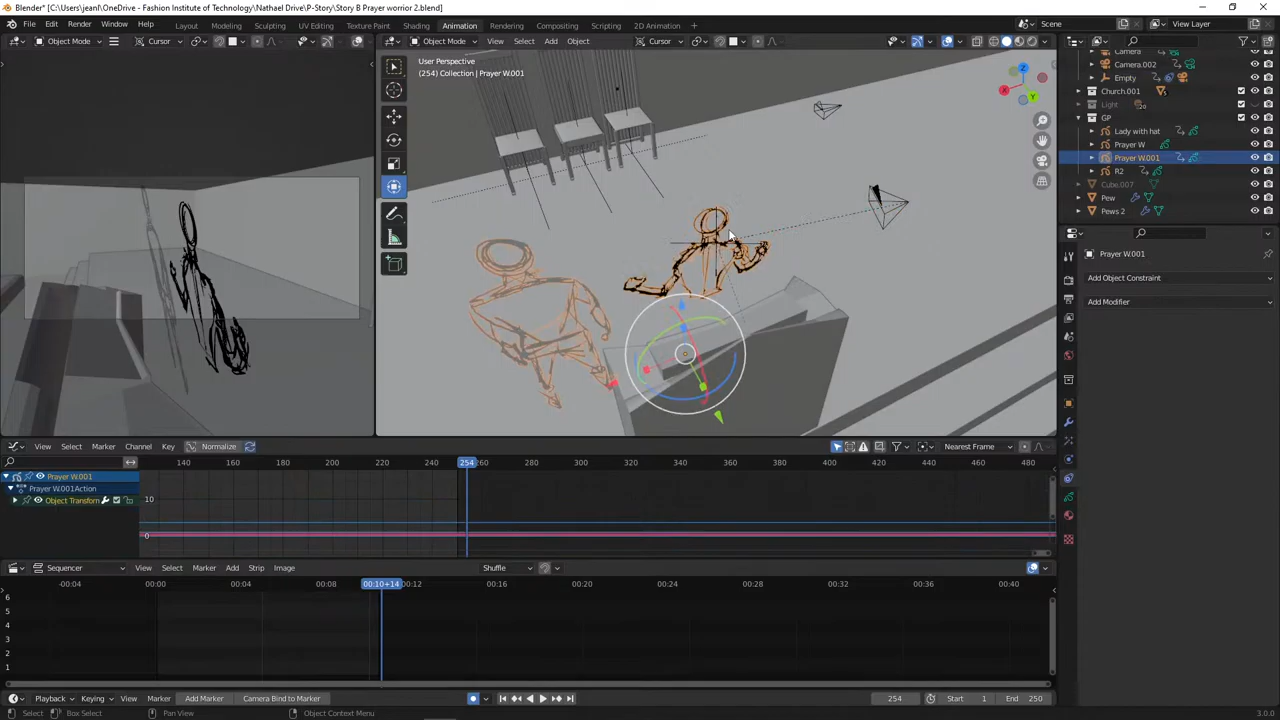 Blender* [C:\Users\jeanl\OneDrive - Fashion Institute of Technology\Nathael Drive\P-Story\Story B Prayer worrior 2.blend]
File Edit Render Window Help Layout Modeling Sculpting UV Editing Texture Paint Shading Animation Rendering Compositing Scripting 2D Animation Scene View Layer
Object Mode Cursor Object Mode View Select Add Object Cursor
User Perspective
(254) Collection | Prayer W.001
Z
X
Y
Camera
Camera.002
Empty
Church.001
Light
20
GP
Lady with hat
Prayer W
Prayer W.001
R2
Cube.007
Pew
Pews 2
Prayer W.001
Add Object Constraint
Add Modifier
View Select Marker Channel Key Normalize Nearest Frame
140 160 180 200 220 240 254 260 280 300 320 340 360 380 400 420 440 460 480
Prayer W.001
Prayer W.001Action
Object Transform
10
0
Sequencer View Select Marker Add Strip Image Shuffle
-00:04 00:00 00:04 00:08 00:10+14 00:12 00:16 00:20 00:24 00:28 00:32 00:36 00:40
6
5
4
3
2
1
Playback Keying View Marker Add Marker Camera Bind to Marker 254 Start 1 End 250
Select Box Select Pan View Object Context Menu 3.0.0